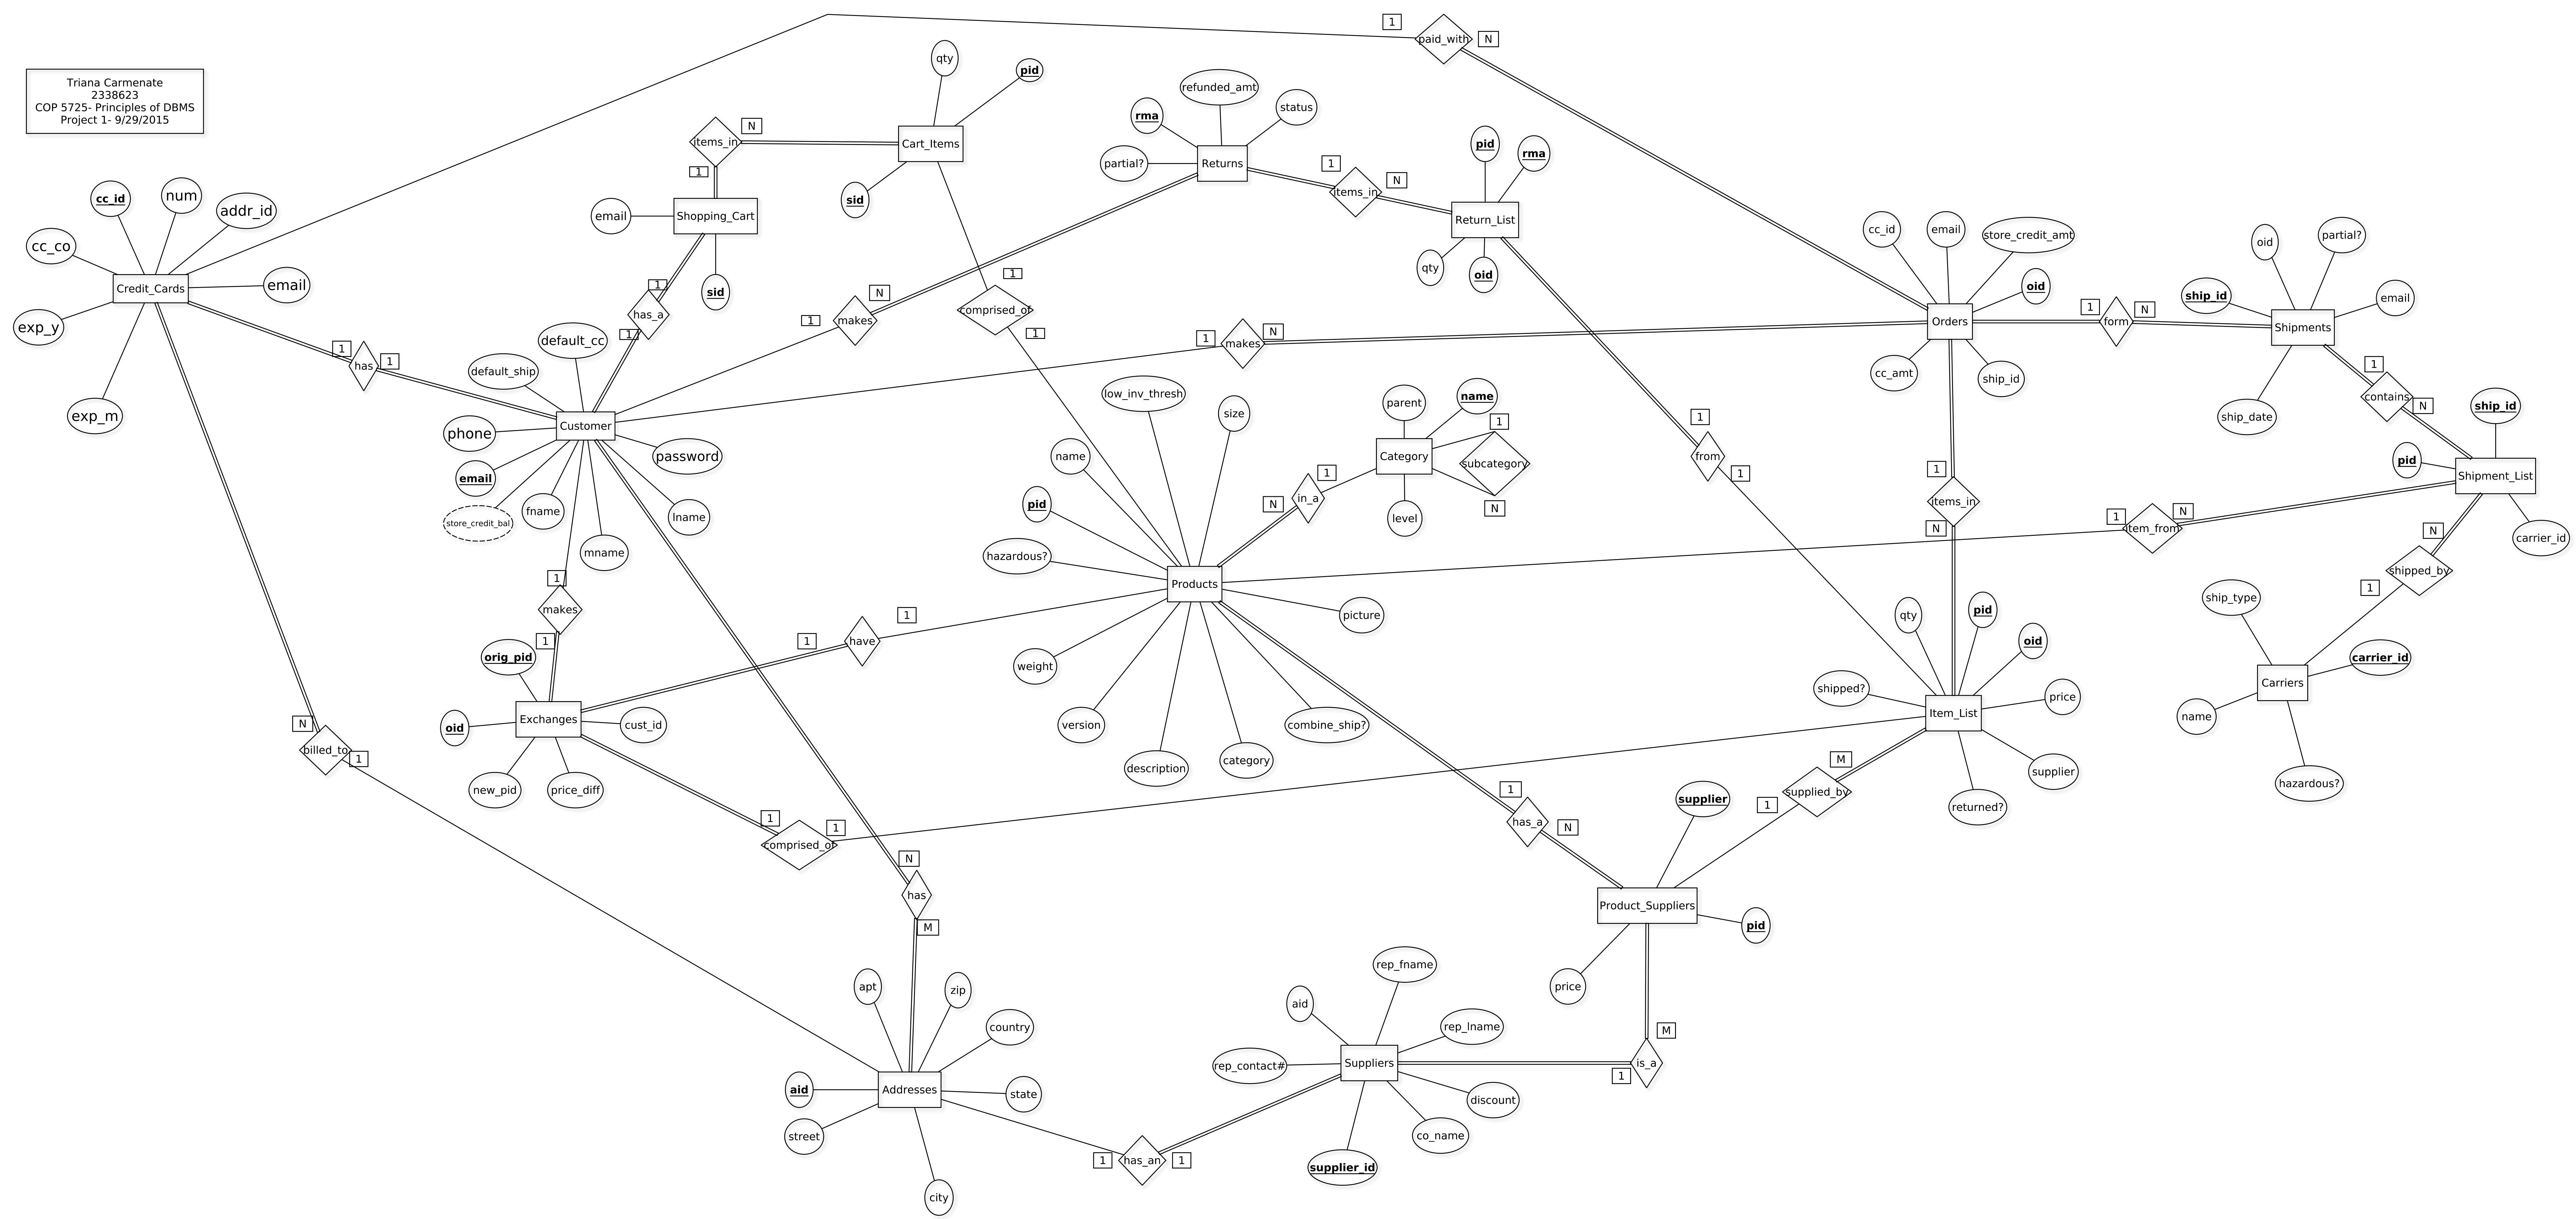 Triana Carmenate
2338623
COP 5725- Principles of DBMS
Project 1- 9/29/2015
1
paid_with
N
qty
pid
items_in
N
1
Cart_Items
sid
Shopping_Cart
email
sid
refunded_amt
rma
status
partial?
Returns
1
items_in
N
pid
rma
Return_List
qty
oid
cc_id
num
addr_id
cc_co
email
Credit_Cards
exp_y
exp_m
1
has
1
1
has_a
1
1
makes
N
1
comprised_of
1
1
makes
N
default_cc
default_ship
phone
Customer
password
email
store_credit_bal
fname
mname
lname
cc_id
email
store_credit_amt
oid
Orders
cc_amt
ship_id
1
form
N
oid
partial?
ship_id
email
Shipments
ship_date
1
contains
N
ship_id
pid
Shipment_List
carrier_id
low_inv_thresh
size
name
pid
hazardous?
Products
picture
weight
version
description
category
combine_ship?
parent
name
Category
level
1
subcategory
N
1
in_a
N
1
from
1
1
items_in
N
1
item_from
N
N
shipped_by
1
ship_type
carrier_id
Carriers
name
hazardous?
1
makes
1
orig_pid
oid
Exchanges
cust_id
new_pid
price_diff
1
have
1
N
billed_to
1
1
comprised_of
1
qty
pid
oid
shipped?
price
Item_List
supplier
returned?
M
supplied_by
1
1
has_a
N
supplier
Product_Suppliers
pid
price
N
has
M
apt
zip
country
aid
Addresses
state
street
city
1
has_an
1
rep_fname
aid
rep_lname
rep_contact#
Suppliers
discount
co_name
supplier_id
M
is_a
1